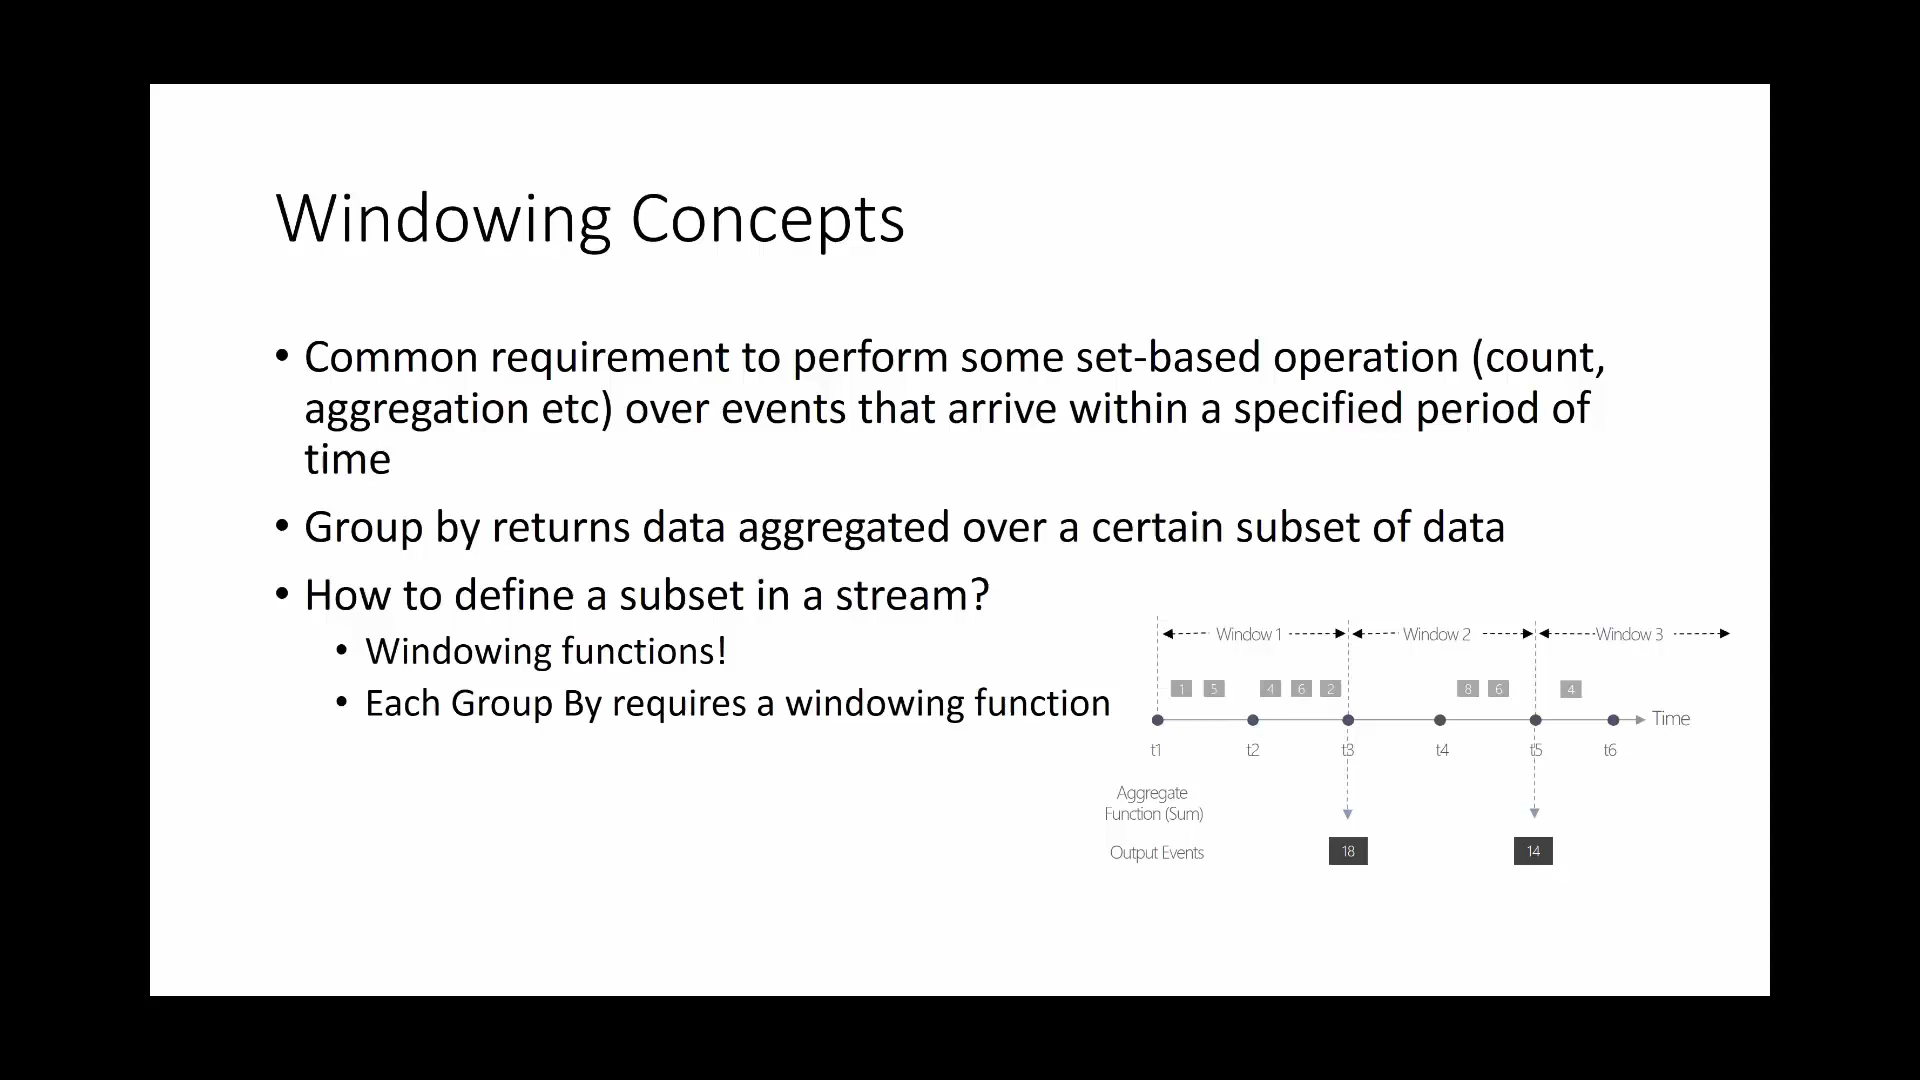 Windowing Concepts
• Common requirement to perform some set-based operation (count,
aggregation etc) over events that arrive within a specified period of
time
• Group by returns data aggregated over a certain subset of data
• How to define a subset in a stream?
• Windowing functions!
• Each Group By requires a windowing function
Window 1 Window 2 Window 3
1 5 4 6 2 8 6 4
Time
t1 t2 t3 t4 t5 t6
Aggregate
Function (Sum)
Output Events 18 14